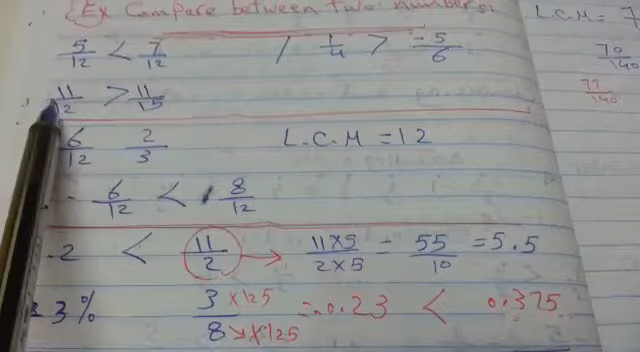 Ex Compare between two numbers:
5/12 < 7/12 / 1/4 > -5/6
11/12 > 11/15
6/12 2/3 L.C.M = 12
6/12 < 8/12
2 < 11/2 → 11×5/2×5 = 55/10 = 5.5
3% 3×125/8×125 = 0.23 < 0.375
L.C.M = 7
70/140
77/140